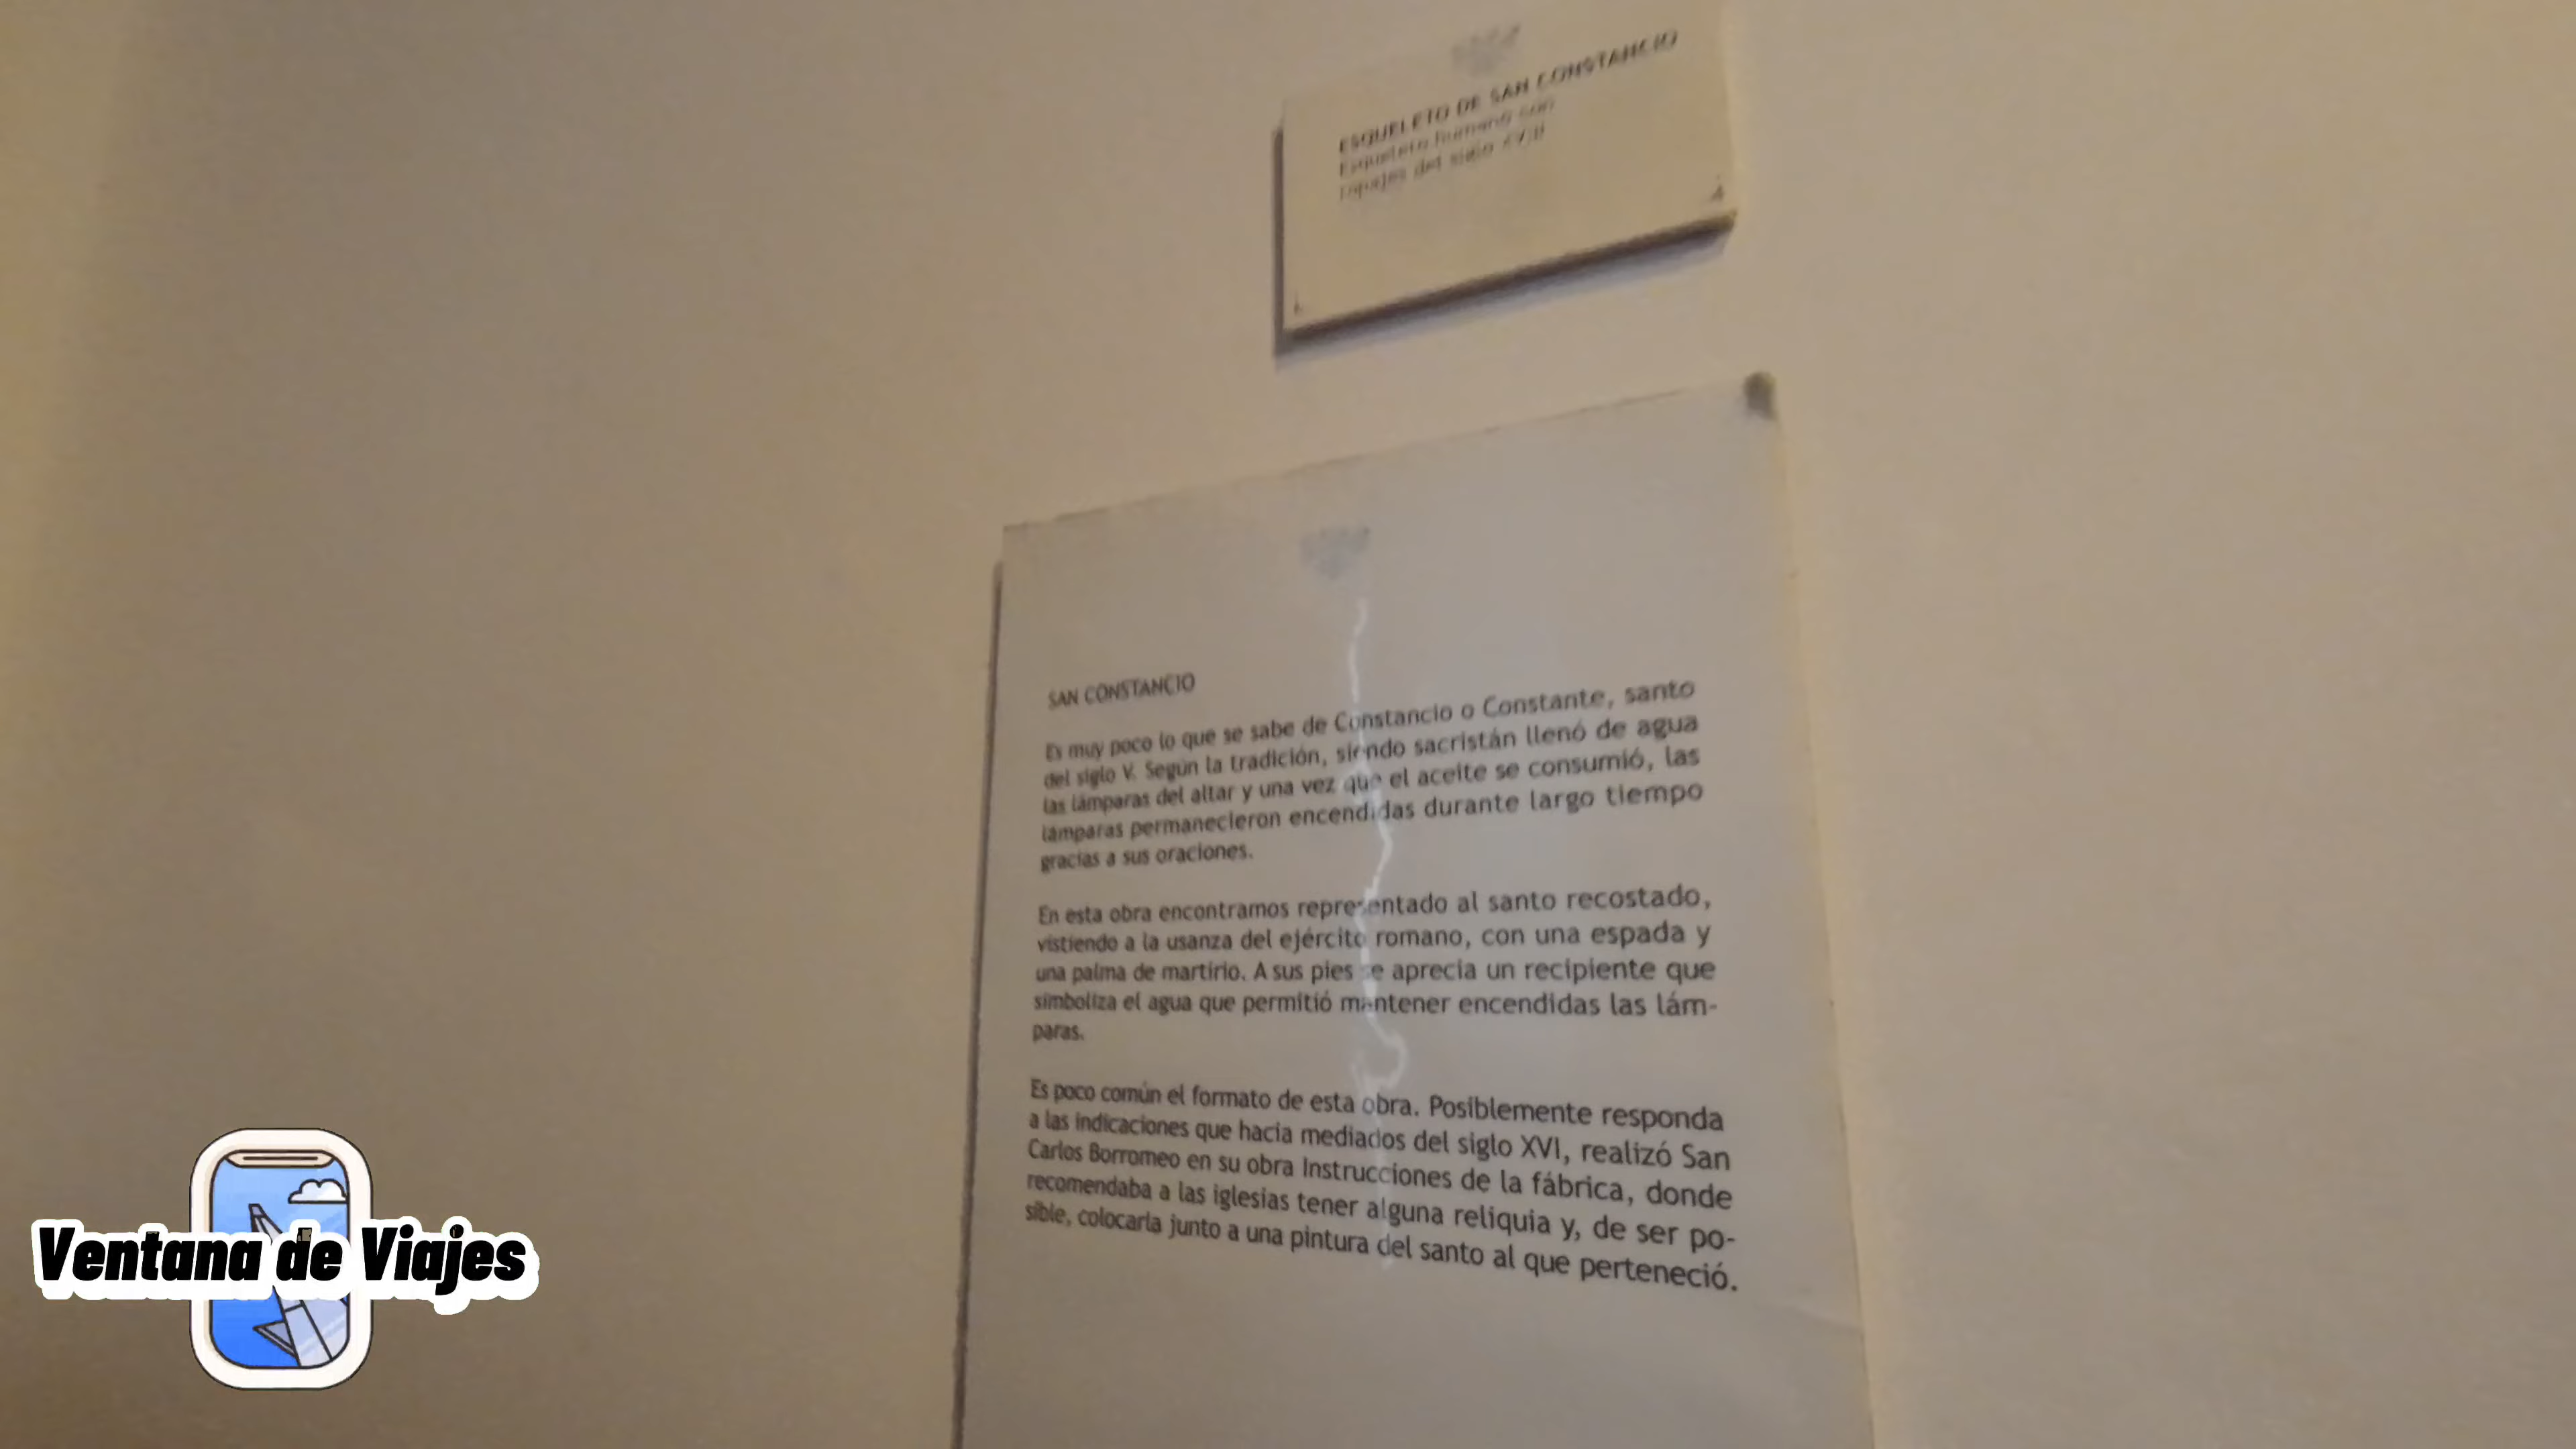 ESQUELETO DE SAN CONSTANCIO
Esqueleto humano con
ropajes del siglo XVIII
SAN CONSTANCIO
Es muy poco lo que se sabe de Constancio o Constante, santo
del siglo V. Según la tradición, siendo sacristán llenó de agua
las lámparas del altar y una vez que el aceite se consumió, las
lámparas permanecieron encendidas durante largo tiempo
gracias a sus oraciones.
En esta obra encontramos representado al santo recostado,
vistiendo a la usanza del ejército romano, con una espada y
una palma de martirio. A sus pies se aprecia un recipiente que
simboliza el agua que permitió mantener encendidas las lám-
paras.
Es poco común el formato de esta obra. Posiblemente responda
a las indicaciones que hacia mediados del siglo XVI, realizó San
Carlos Borromeo en su obra Instrucciones de la fábrica, donde
recomendaba a las iglesias tener alguna reliquia y, de ser po-
sible, colocarla junto a una pintura del santo al que perteneció.
Ventana de Viajes